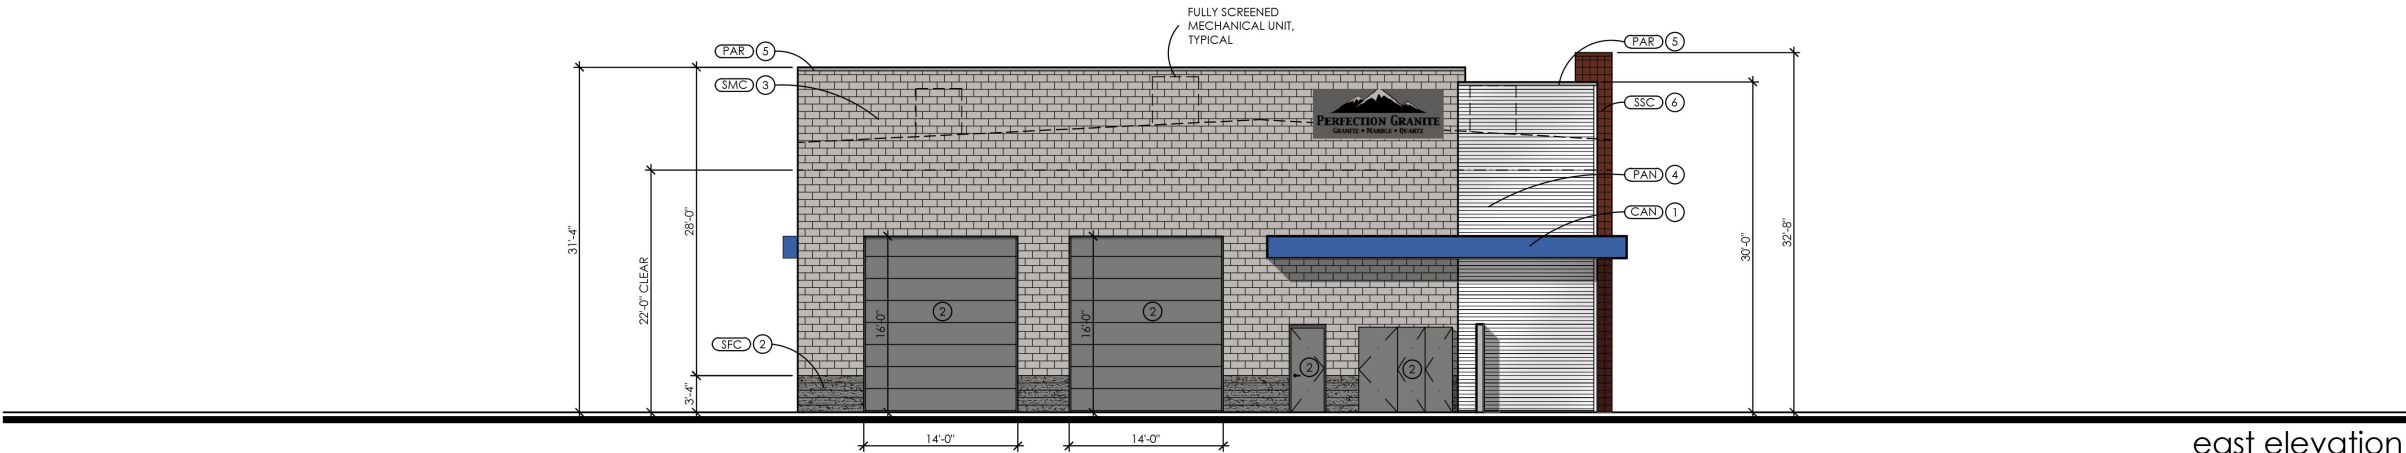 FULLY SCREENED
MECHANICAL UNIT,
TYPICAL
PAR 5
PAR 5
SMC 3
SSC 6
PERFECTION GRANITE
GRANITE • MARBLE • QUARTZ
PAN 4
CAN 1
31'-4"
28'-0"
22'-0" CLEAR
30'-0"
32'-8"
16'-0"
2
16'-0"
2
SFC 2
2
2
3'-4"
14'-0"
14'-0"
east elevation